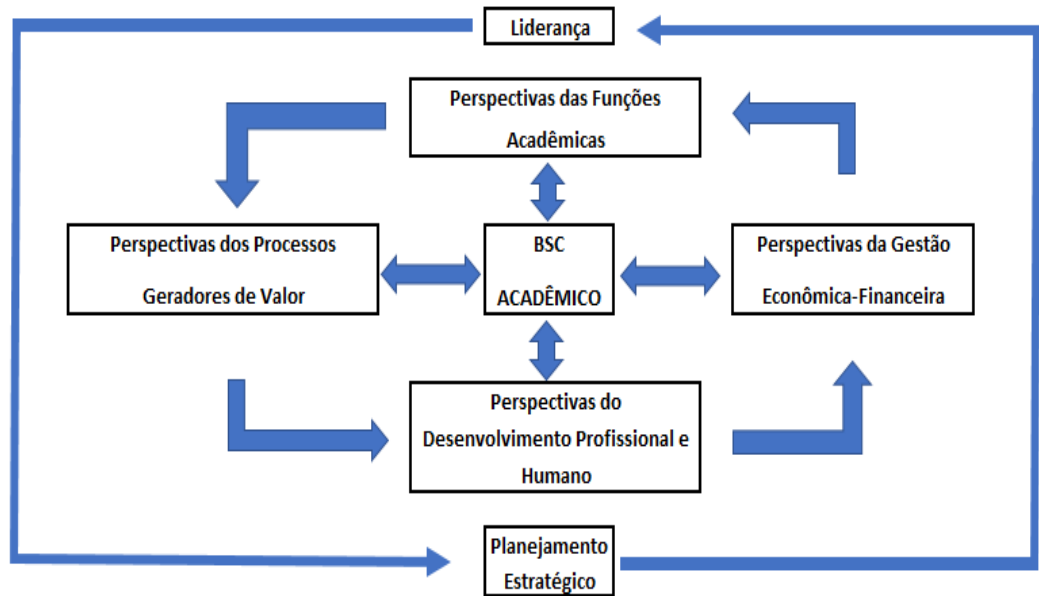 Liderança
Perspectivas das Funções
Acadêmicas
Perspectivas dos Processos
Geradores de Valor
BSC
ACADÊMICO
Perspectivas da Gestão
Econômica-Financeira
Perspectivas do
Desenvolvimento Profissional e
Humano
Planejamento
Estratégico